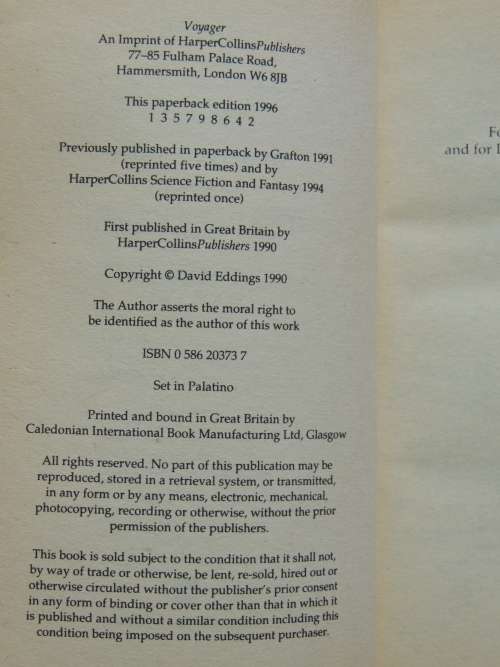 Voyager
An Imprint of HarperCollinsPublishers
77–85 Fulham Palace Road,
Hammersmith, London W6 8JB
This paperback edition 1996
1 3 5 7 9 8 6 4 2
Previously published in paperback by Grafton 1991
(reprinted five times) and by
HarperCollins Science Fiction and Fantasy 1994
(reprinted once)
First published in Great Britain by
HarperCollinsPublishers 1990
Copyright © David Eddings 1990
The Author asserts the moral right to
be identified as the author of this work
ISBN 0 586 20373 7
Set in Palatino
Printed and bound in Great Britain by
Caledonian International Book Manufacturing Ltd, Glasgow
All rights reserved. No part of this publication may be
reproduced, stored in a retrieval system, or transmitted,
in any form or by any means, electronic, mechanical,
photocopying, recording or otherwise, without the prior
permission of the publishers.
This book is sold subject to the condition that it shall not,
by way of trade or otherwise, be lent, re-sold, hired out or
otherwise circulated without the publisher's prior consent
in any form of binding or cover other than that in which it
is published and without a similar condition including this
condition being imposed on the subsequent purchaser.
and for